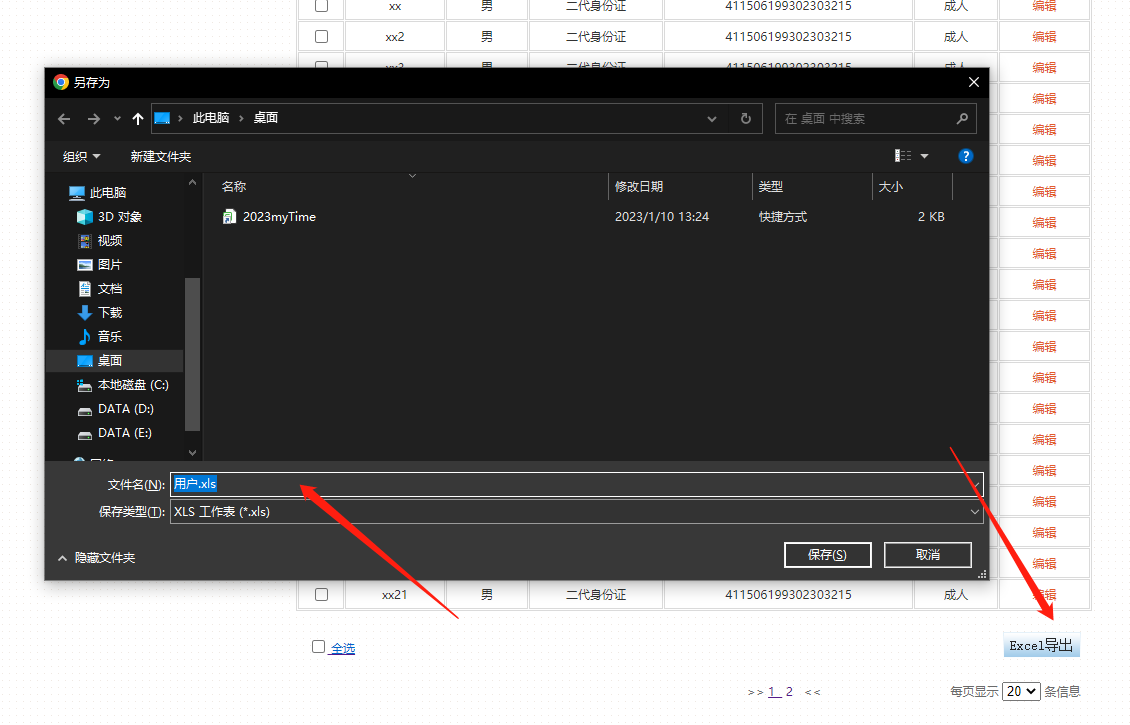 xx 男 二代身份证 411506199302303215 成人 编辑
xx2 男 二代身份证 411506199302303215 成人 编辑
编辑
另存为
编辑
此电脑 桌面 在 桌面 中搜索
编辑
组织 新建文件夹
编辑
名称 修改日期 类型 大小
此电脑
编辑
2023myTime 2023/1/10 13:24 快捷方式 2 KB
3D 对象
编辑
视频
编辑
图片
文档
编辑
下载
编辑
音乐
编辑
桌面
编辑
本地磁盘 (C:)
DATA (D:)
编辑
DATA (E:)
编辑
编辑
文件名(N): 用户.xls
编辑
保存类型(T): XLS 工作表 (*.xls)
编辑
隐藏文件夹 保存(S) 取消
编辑
xx21 男 二代身份证 411506199302303215 成人 编辑
全选 Excel导出
>> 1 2 << 每页显示 20 条信息